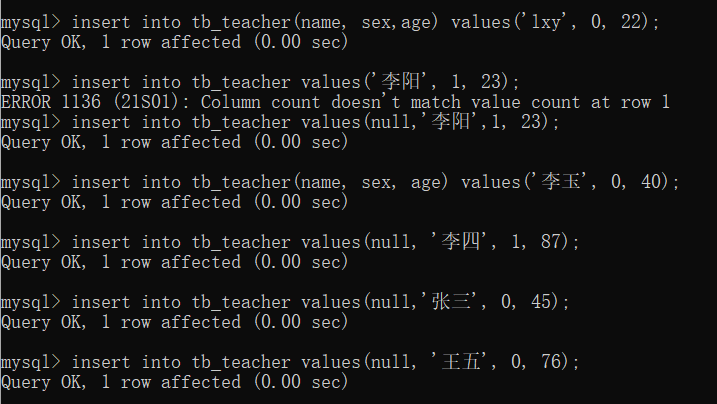 mysql> insert into tb_teacher(name, sex,age) values('lxy', 0, 22);
Query OK, 1 row affected (0.00 sec)
mysql> insert into tb_teacher values('李阳', 1, 23);
ERROR 1136 (21S01): Column count doesn't match value count at row 1
mysql> insert into tb_teacher values(null,'李阳',1, 23);
Query OK, 1 row affected (0.00 sec)
mysql> insert into tb_teacher(name, sex, age) values('李玉', 0, 40);
Query OK, 1 row affected (0.00 sec)
mysql> insert into tb_teacher values(null, '李四', 1, 87);
Query OK, 1 row affected (0.00 sec)
mysql> insert into tb_teacher values(null,'张三', 0, 45);
Query OK, 1 row affected (0.00 sec)
mysql> insert into tb_teacher values(null, '王五', 0, 76);
Query OK, 1 row affected (0.00 sec)